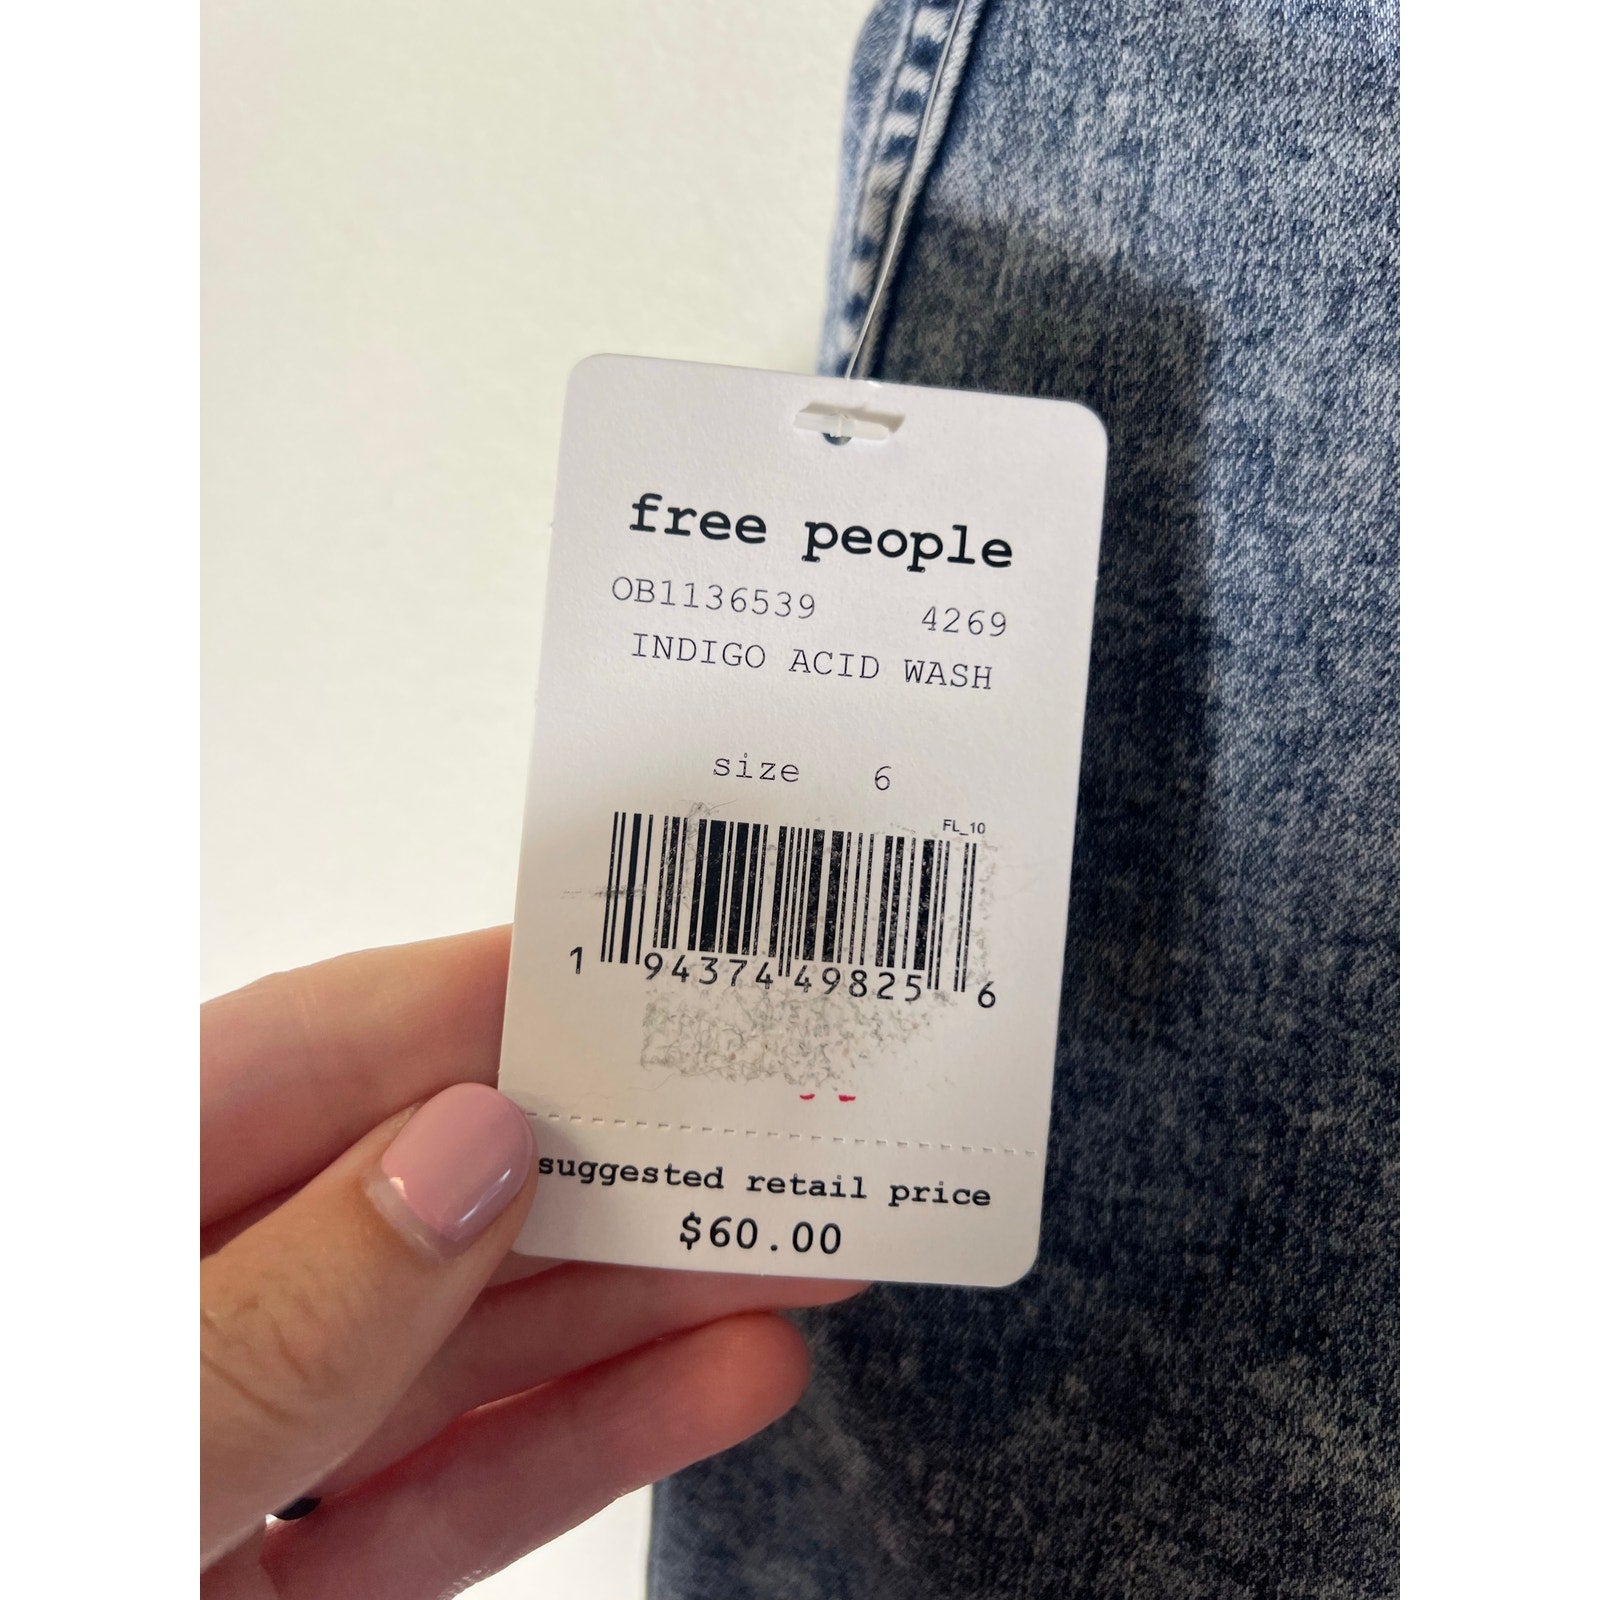 free people
OB1136539 4269
INDIGO ACID WASH
size 6
FL_10
1 94374 49825 6
suggested retail price
$60.00